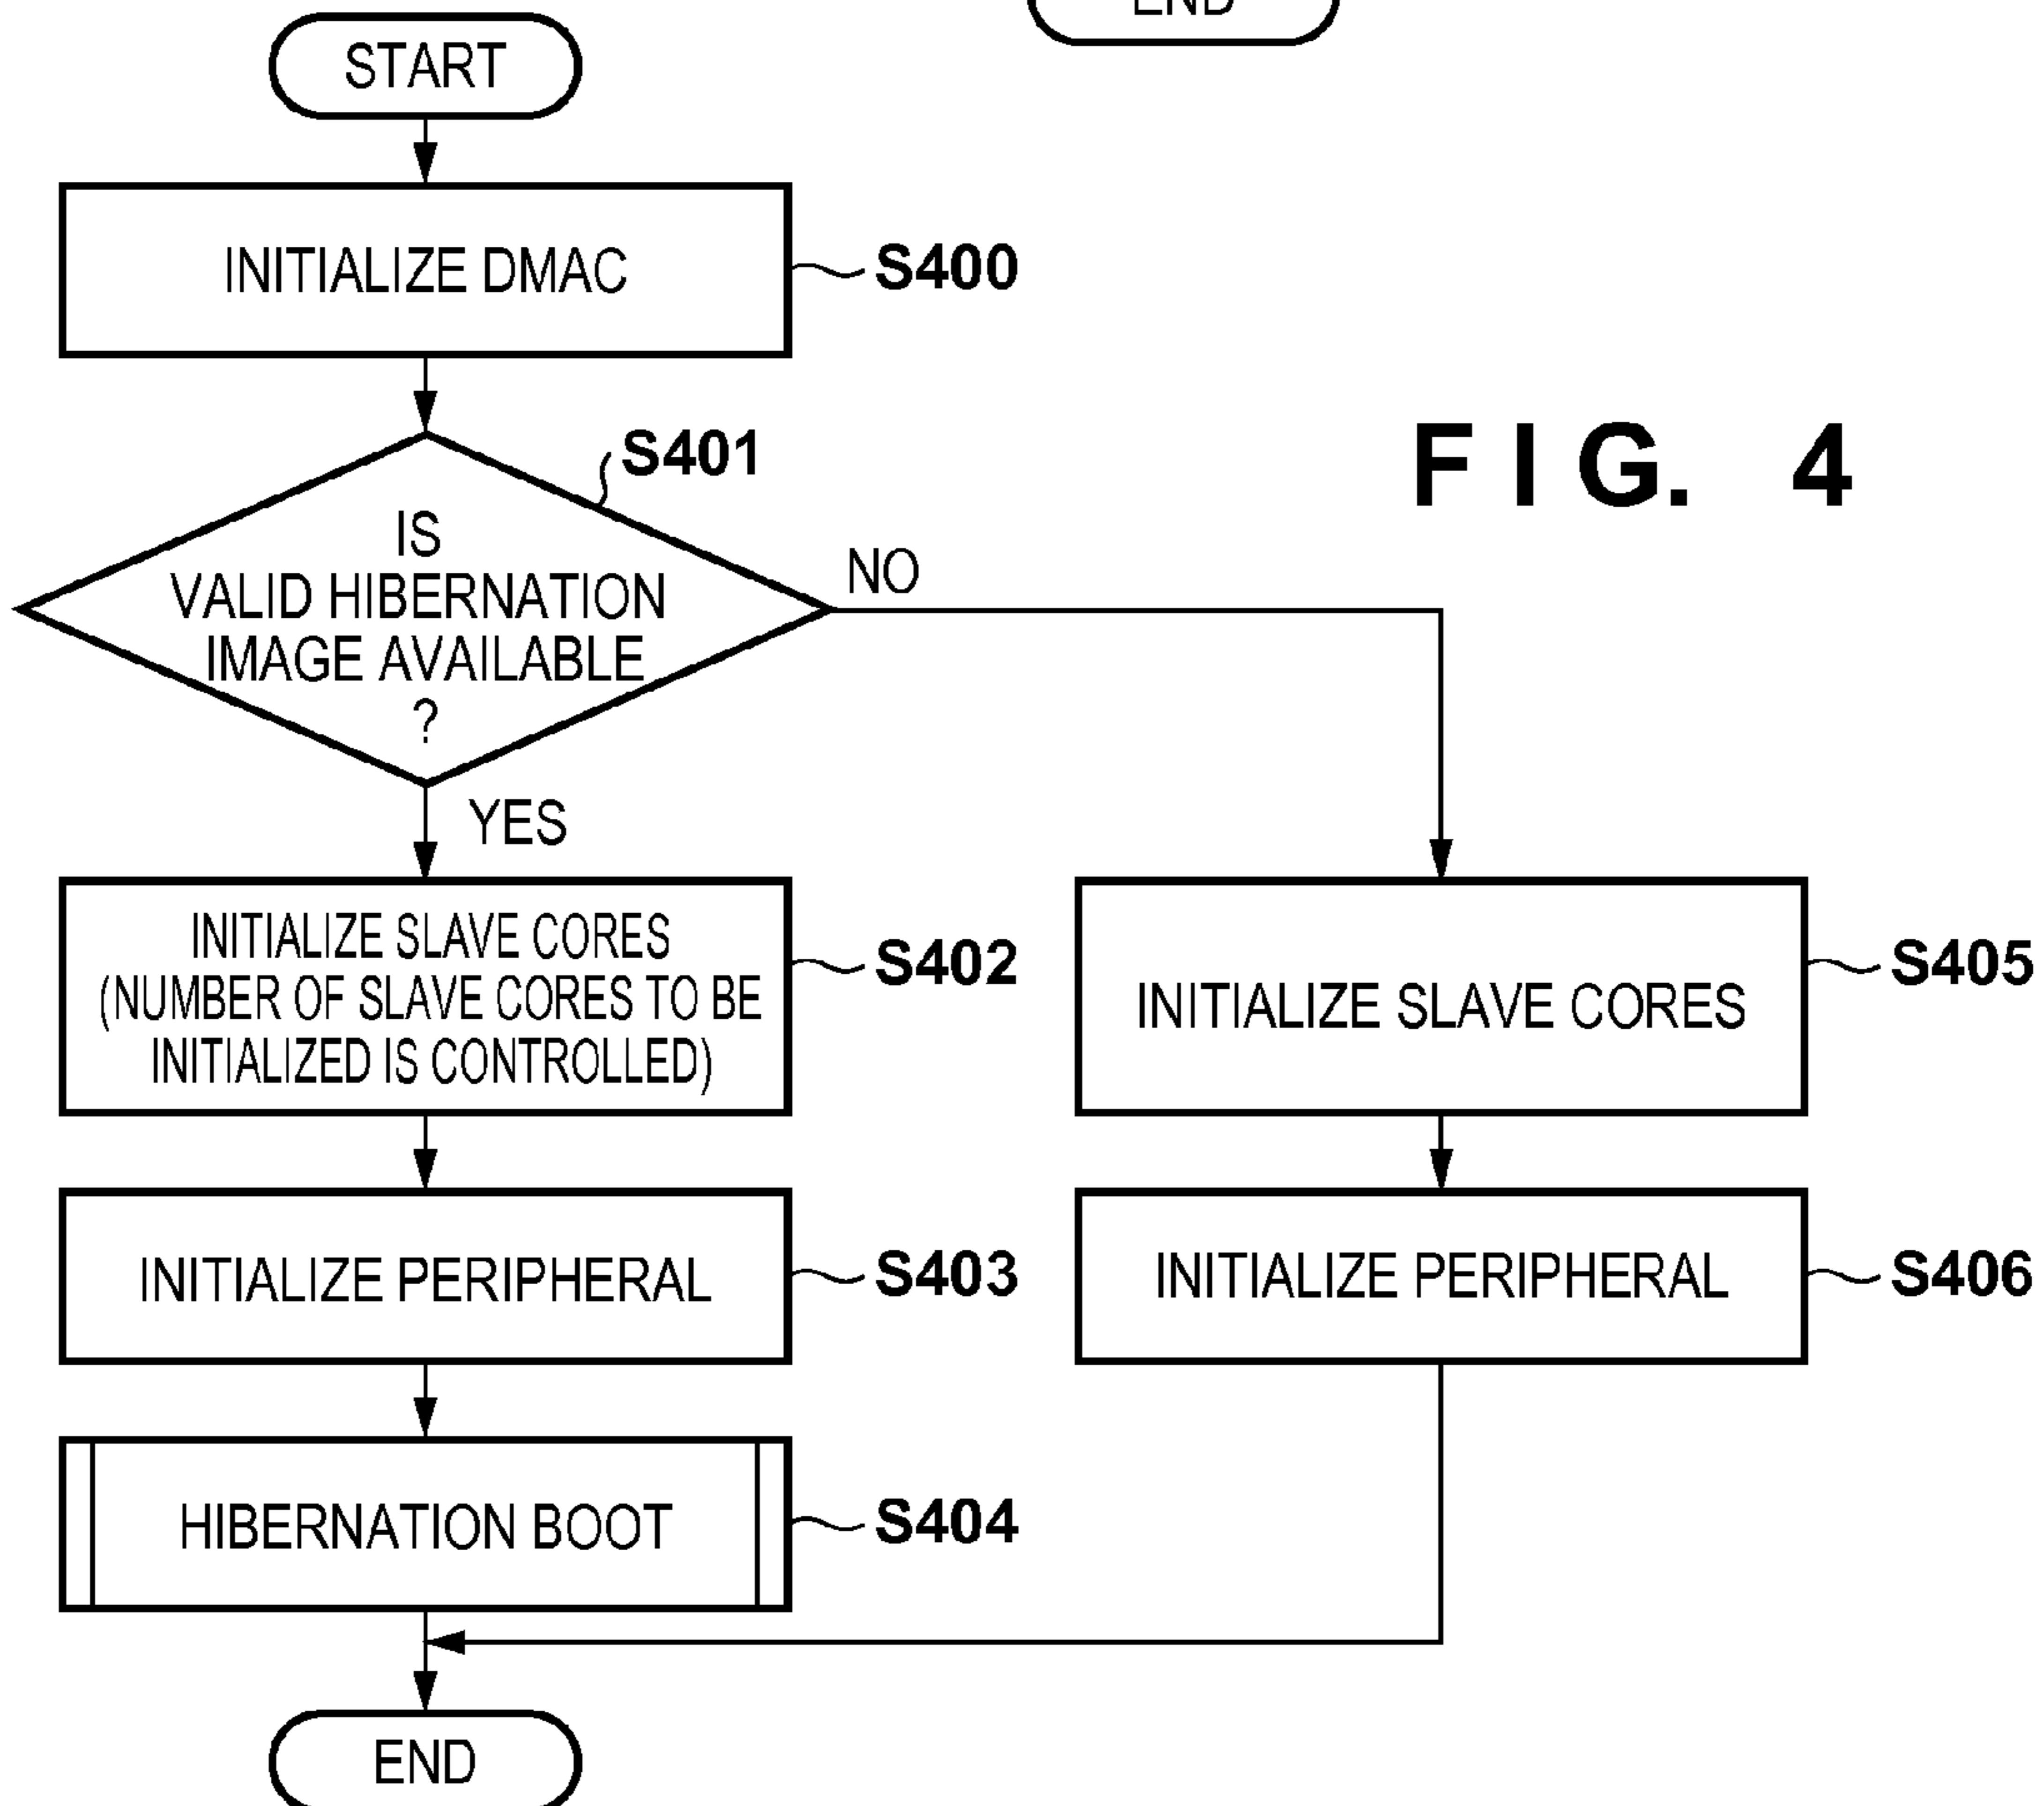 END
START
INITIALIZE DMAC
S400
FIG. 4
S401
IS
VALID HIBERNATION
IMAGE AVAILABLE
?
NO
YES
INITIALIZE SLAVE CORES
(NUMBER OF SLAVE CORES TO BE
INITIALIZED IS CONTROLLED)
S402
INITIALIZE SLAVE CORES
S405
INITIALIZE PERIPHERAL
S403
INITIALIZE PERIPHERAL
S406
HIBERNATION BOOT
S404
END